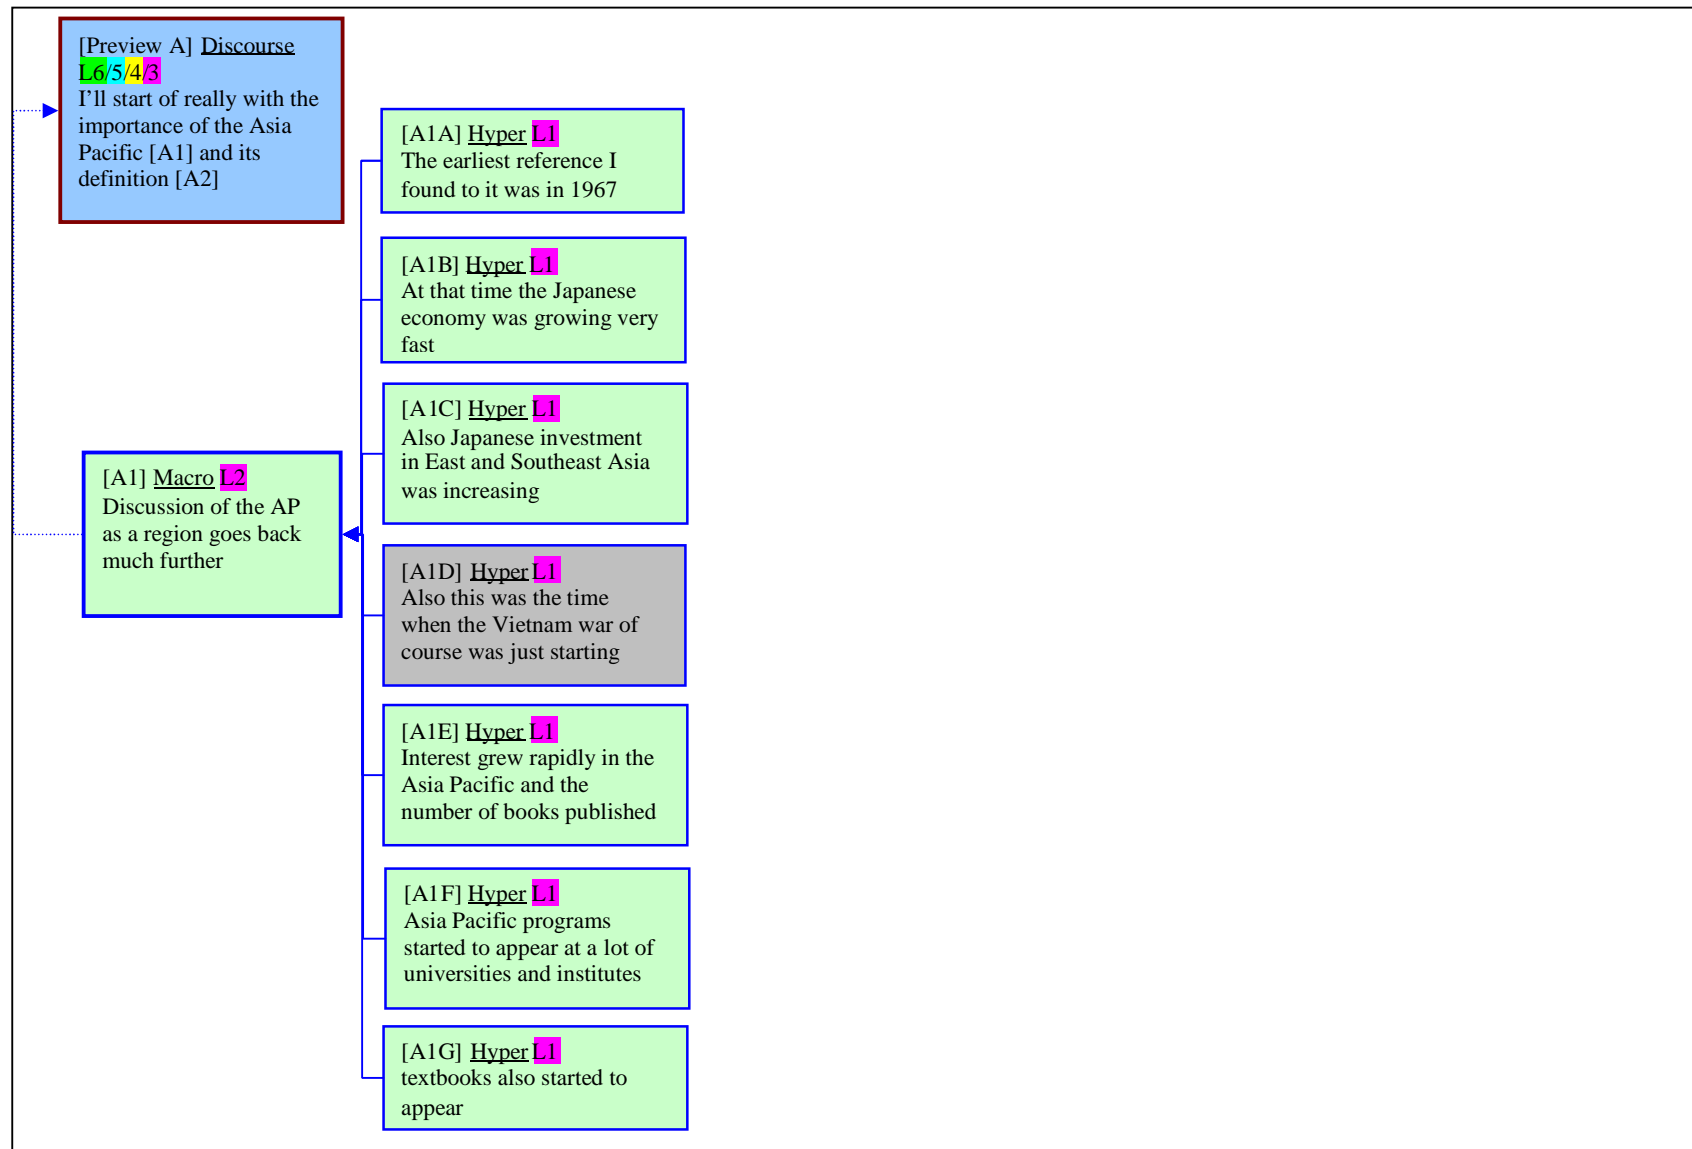 [Preview A] Discourse
L6/5/4/3
I'll start of really with the
importance of the Asia
Pacific [A1] and its
definition [A2]
[A1] Macro L2
Discussion of the AP
as a region goes back
much further
[A1A] Hyper L1
The earliest reference I
found to it was in 1967
[A1B] Hyper L1
At that time the Japanese
economy was growing very
fast
[A1C] Hyper L1
Also Japanese investment
in East and Southeast Asia
was increasing
[A1D] Hyper L1
Also this was the time
when the Vietnam war of
course was just starting
[A1E] Hyper L1
Interest grew rapidly in the
Asia Pacific and the
number of books published
[A1F] Hyper L1
Asia Pacific programs
started to appear at a lot of
universities and institutes
[A1G] Hyper L1
textbooks also started to
appear